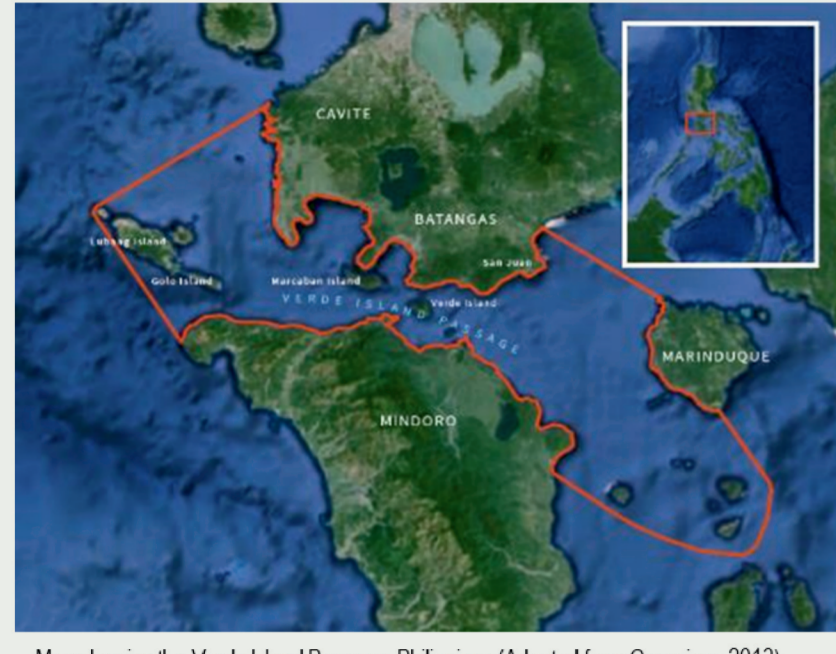 CAVITE
BATANGAS
Lubang Island
San Juan
Golo Island
Marcaban Island
Verde Island
VERDE ISLAND PASSAGE
MARINDUQUE
MINDORO